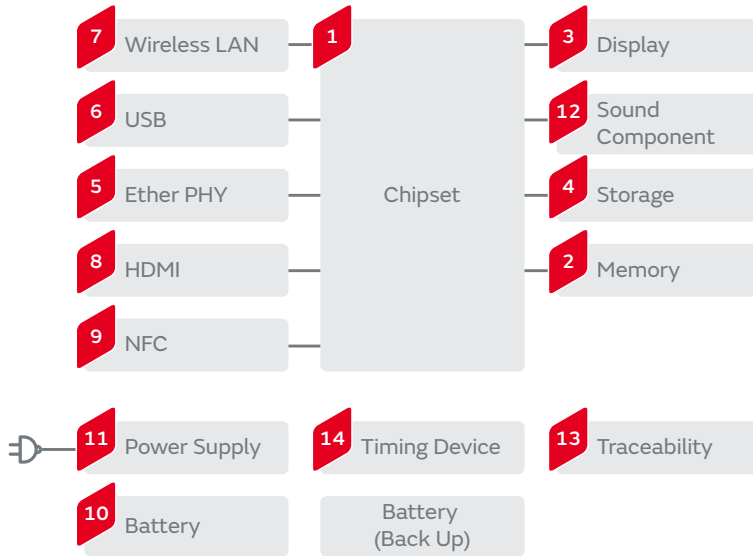 7
Wireless LAN
1
3
Display
6
USB
12
Sound
Component
5
Ether PHY
Chipset
4
Storage
8
HDMI
2
Memory
9
NFC
11
Power Supply
14
Timing Device
13
Traceability
10
Battery
Battery
(Back Up)